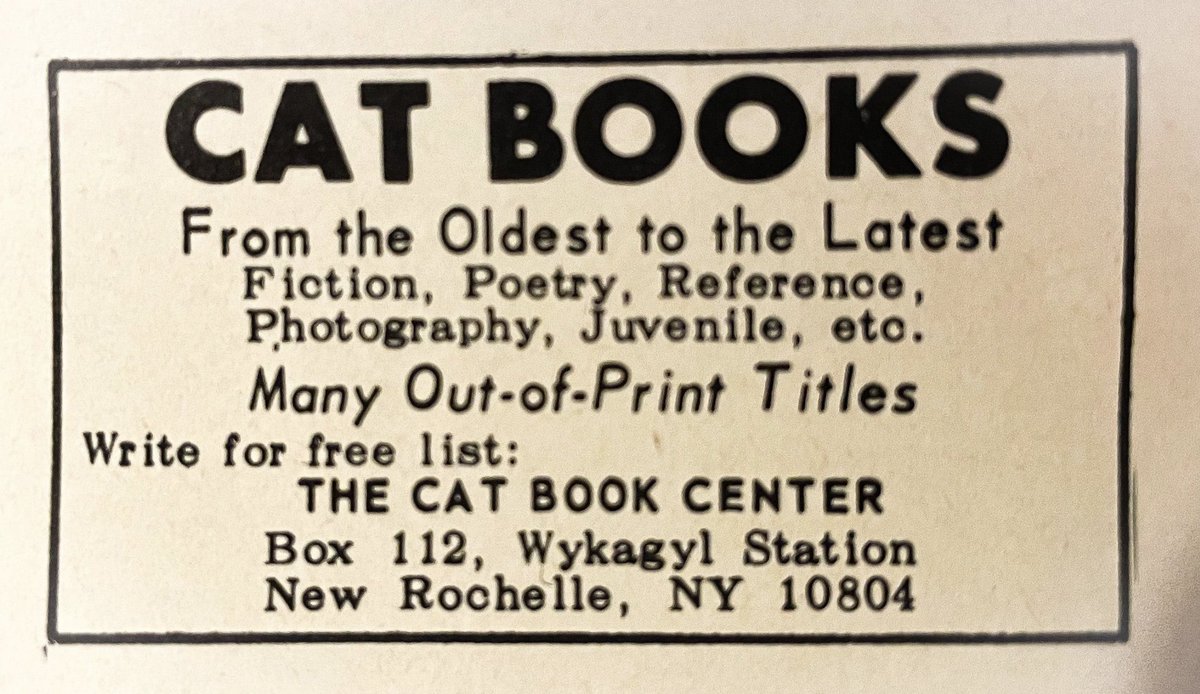 CAT BOOKS
From the Oldest to the Latest
Fiction, Poetry, Reference,
Photography, Juvenile, etc.
Many Out-of-Print Titles
Write for free list:
THE CAT BOOK CENTER
Box 112, Wykagyl Station
New Rochelle, NY 10804